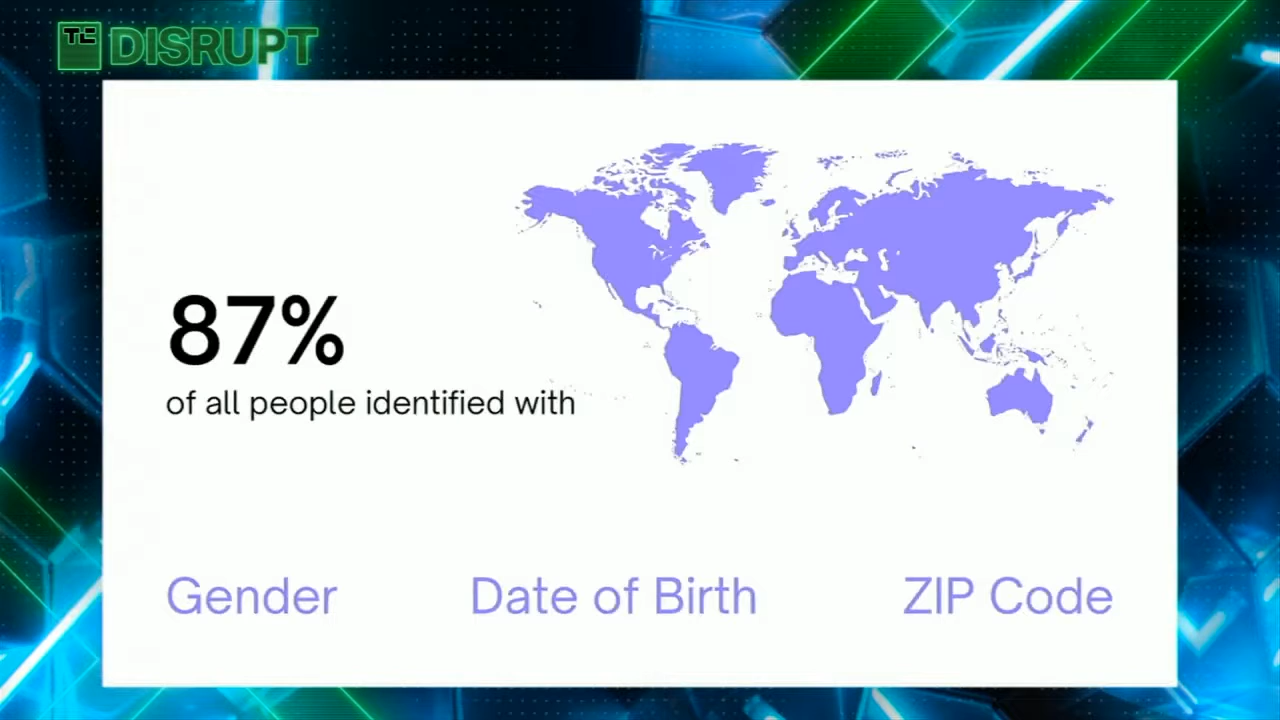 TC DISRUPT
87%
of all people identified with
Gender Date of Birth ZIP Code